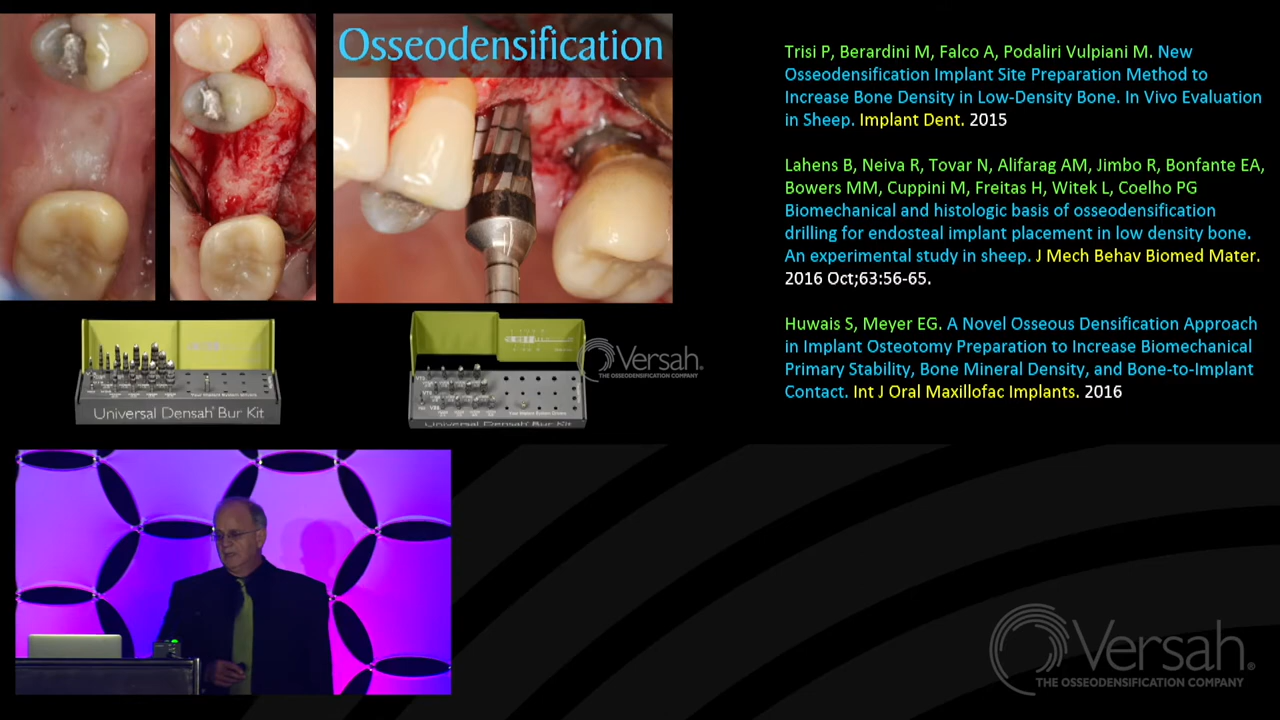 Osseodensification
Trisi P, Berardini M, Falco A, Podaliri Vulpiani M. New
Osseodensification Implant Site Preparation Method to
Increase Bone Density in Low-Density Bone. In Vivo Evaluation
in Sheep. Implant Dent. 2015
Lahens B, Neiva R, Tovar N, Alifarag AM, Jimbo R, Bonfante EA,
Bowers MM, Cuppini M, Freitas H, Witek L, Coelho PG
Biomechanical and histologic basis of osseodensification
drilling for endosteal implant placement in low density bone.
An experimental study in sheep. J Mech Behav Biomed Mater.
2016 Oct;63:56-65.
Huwais S, Meyer EG. A Novel Osseous Densification Approach
in Implant Osteotomy Preparation to Increase Biomechanical
Primary Stability, Bone Mineral Density, and Bone-to-Implant
Contact. Int J Oral Maxillofac Implants. 2016
Universal Densah® Bur Kit
Universal Densah® Bur Kit
Versah™
THE OSSEODENSIFICATION COMPANY
Versah®
THE OSSEODENSIFICATION COMPANY